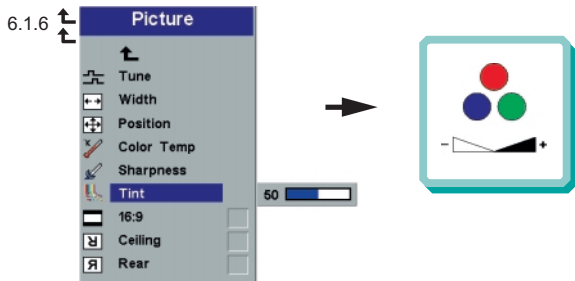 6.1.6
Picture
Tune
Width
Position
Color Temp
Sharpness
Tint
50
16:9
Ceiling
Rear
- +